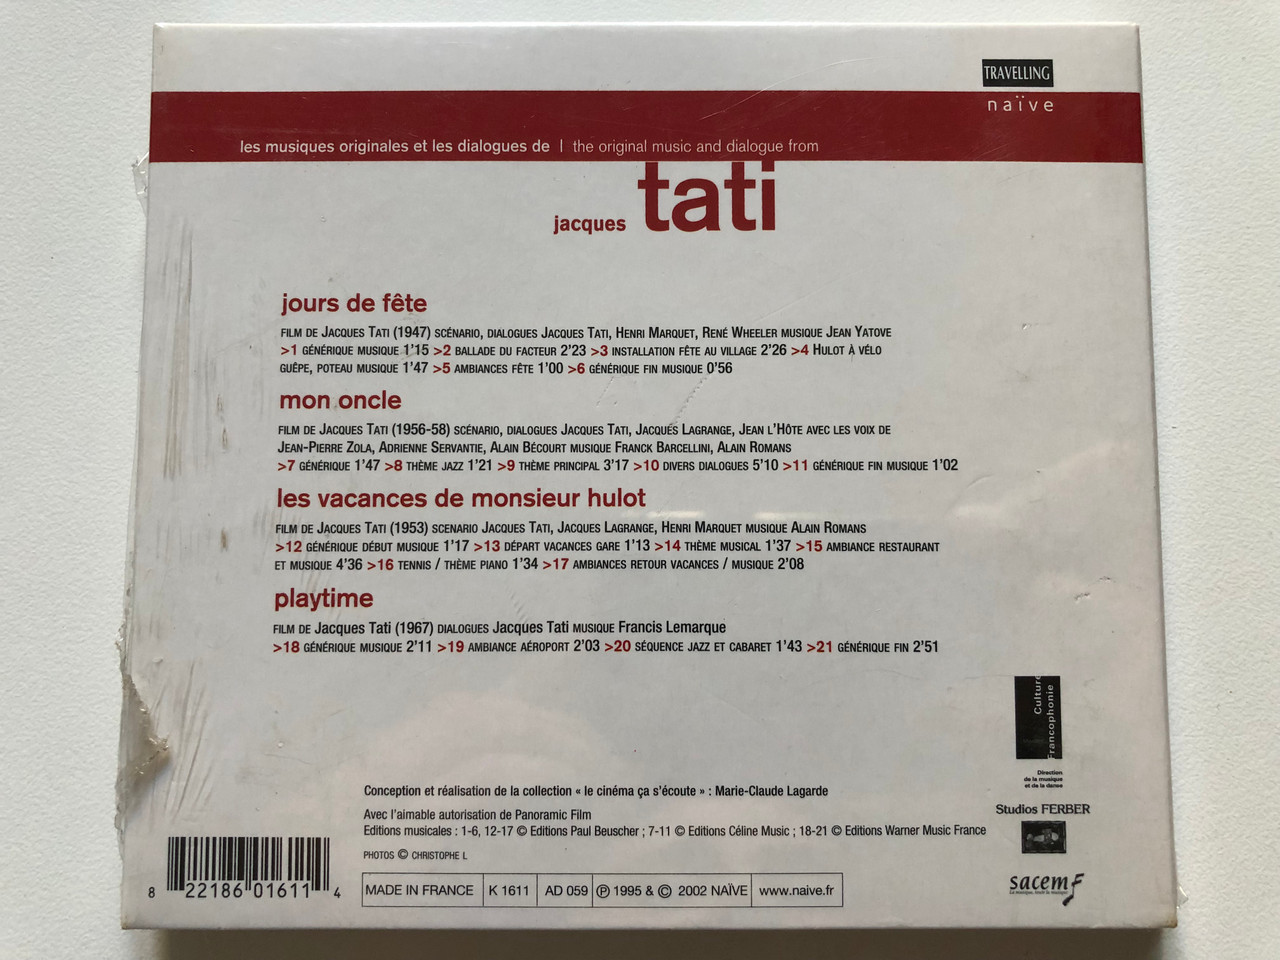 TRAVELLING
naïve
les musiques originales et les dialogues de | the original music and dialogue from
jacques tati
jours de fête
FILM DE JACQUES TATI (1947) SCÉNARIO, DIALOGUES JACQUES TATI, HENRI MARQUET, RENÉ WHEELER MUSIQUE JEAN YATOVE
>1 GÉNÉRIQUE MUSIQUE 1'15 >2 BALLADE DU FACTEUR 2'23 >3 INSTALLATION FÊTE AU VILLAGE 2'26 >4 HULOT À VÉLO
GUÊPE, POTEAU MUSIQUE 1'47 >5 AMBIANCES FÊTE 1'00 >6 GÉNÉRIQUE FIN MUSIQUE 0'56
mon oncle
FILM DE JACQUES TATI (1956-58) SCÉNARIO, DIALOGUES JACQUES TATI, JACQUES LAGRANGE, JEAN L'HÔTE AVEC LES VOIX DE
JEAN-PIERRE ZOLA, ADRIENNE SERVANTIE, ALAIN BÉCOURT MUSIQUE FRANCK BARCELLINI, ALAIN ROMANS
>7 GÉNÉRIQUE 1'47 >8 THÈME JAZZ 1'21 >9 THÈME PRINCIPAL 3'17 >10 DIVERS DIALOGUES 5'10 >11 GÉNÉRIQUE FIN MUSIQUE 1'02
les vacances de monsieur hulot
FILM DE JACQUES TATI (1953) SCENARIO JACQUES TATI, JACQUES LAGRANGE, HENRI MARQUET MUSIQUE ALAIN ROMANS
>12 GÉNÉRIQUE DÉBUT MUSIQUE 1'17 >13 DÉPART VACANCES GARE 1'13 >14 THÈME MUSICAL 1'37 >15 AMBIANCE RESTAURANT
ET MUSIQUE 4'36 >16 TENNIS / THÈME PIANO 1'34 >17 AMBIANCES RETOUR VACANCES / MUSIQUE 2'08
playtime
FILM DE Jacques Tati (1967) DIALOGUES Jacques Tati MUSIQUE Francis Lemarque
>18 GÉNÉRIQUE MUSIQUE 2'11 >19 AMBIANCE AÉROPORT 2'03 >20 SÉQUENCE JAZZ ET CABARET 1'43 >21 GÉNÉRIQUE FIN 2'51
Culture
Francophonie
Direction
de la musique
et de la danse
Conception et réalisation de la collection « le cinéma ça s'écoute » : Marie-Claude Lagarde
Avec l'aimable autorisation de Panoramic Film
Editions musicales : 1-6, 12-17 © Editions Paul Beuscher ; 7-11 © Editions Céline Music ; 18-21 © Editions Warner Music France
PHOTOS © CHRISTOPHE L
Studios FERBER
sacem
8 22186 01611 4
MADE IN FRANCE | K 1611 | AD 059 | ℗ 1995 & © 2002 NAÏVE | www.naive.fr